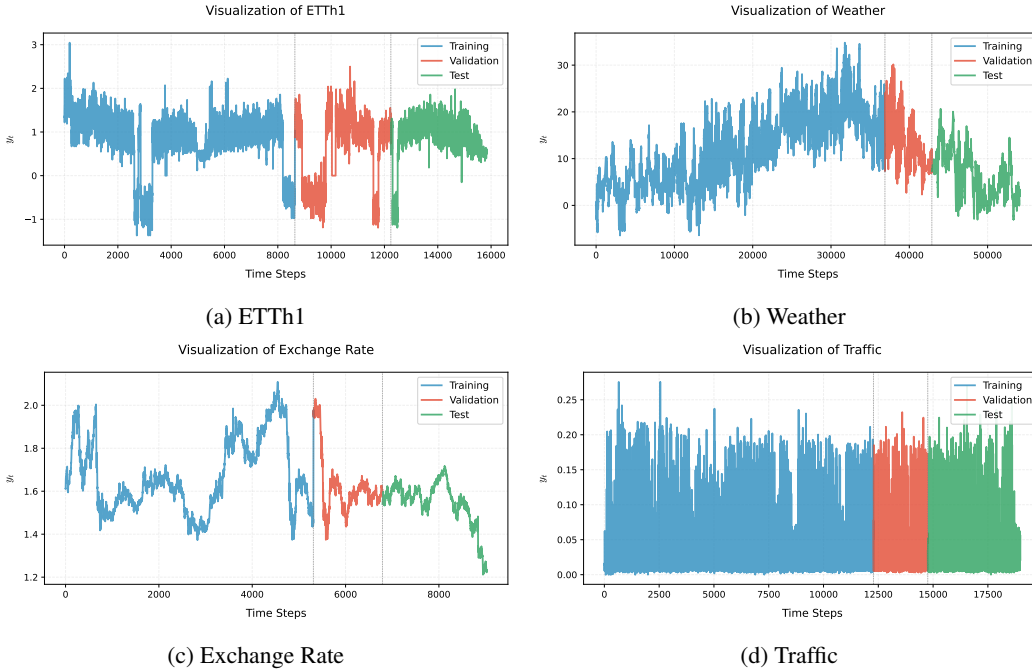 Visualization of ETTh1
3
2
1
0
−1
y_t
0 2000 4000 6000 8000 10000 12000 14000 16000
Time Steps
Training
Validation
Test
(a) ETTh1
Visualization of Weather
30
20
10
0
y_t
0 10000 20000 30000 40000 50000
Time Steps
Training
Validation
Test
(b) Weather
Visualization of Exchange Rate
2.0
1.8
1.6
1.4
1.2
y_t
0 2000 4000 6000 8000
Time Steps
Training
Validation
Test
(c) Exchange Rate
Visualization of Traffic
0.25
0.20
0.15
0.10
0.05
0.00
y_t
0 2500 5000 7500 10000 12500 15000 17500
Time Steps
Training
Validation
Test
(d) Traffic